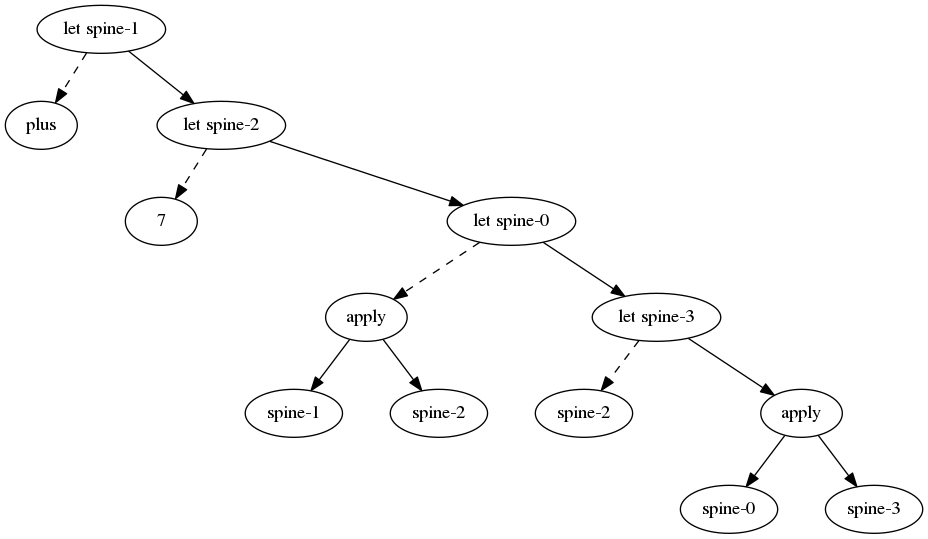 let spine-1
plus
let spine-2
7
let spine-0
apply
let spine-3
spine-1
spine-2
spine-2
apply
spine-0
spine-3